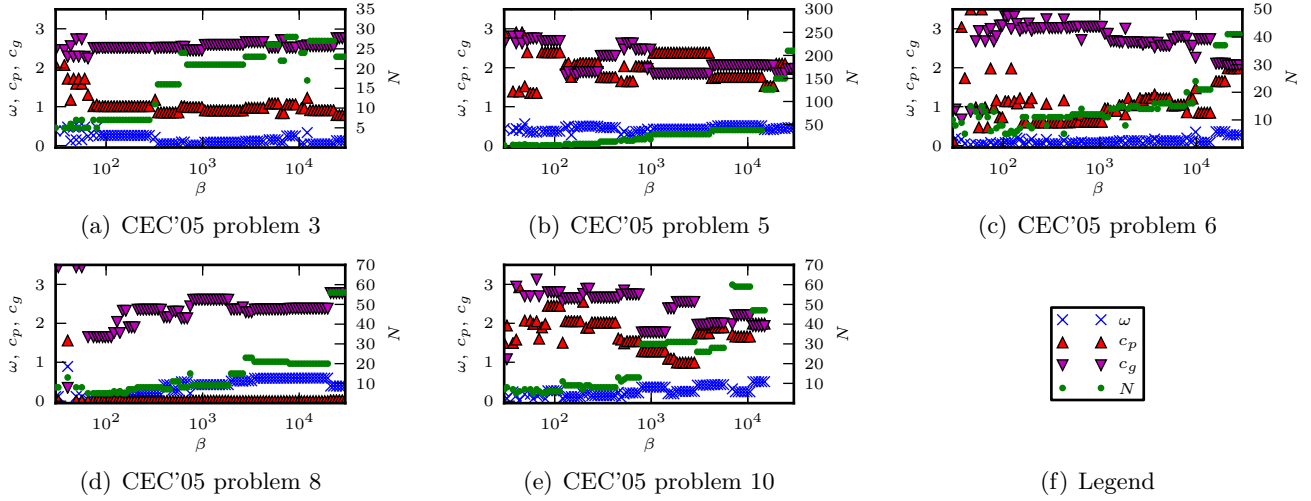 ω, c_p, c_g
3
2
1
0
35
30
25
20
15
10
5
N
10^2
10^3
10^4
β
(a) CEC'05 problem 3
ω, c_p, c_g
3
2
1
0
300
250
200
150
100
50
N
10^2
10^3
10^4
β
(b) CEC'05 problem 5
ω, c_p, c_g
3
2
1
0
50
40
30
20
10
N
10^2
10^3
10^4
β
(c) CEC'05 problem 6
ω, c_p, c_g
3
2
1
0
70
60
50
40
30
20
10
N
10^2
10^3
10^4
β
(d) CEC'05 problem 8
ω, c_p, c_g
3
2
1
0
70
60
50
40
30
20
10
N
10^2
10^3
10^4
β
(e) CEC'05 problem 10
ω
c_p
c_g
N
(f) Legend